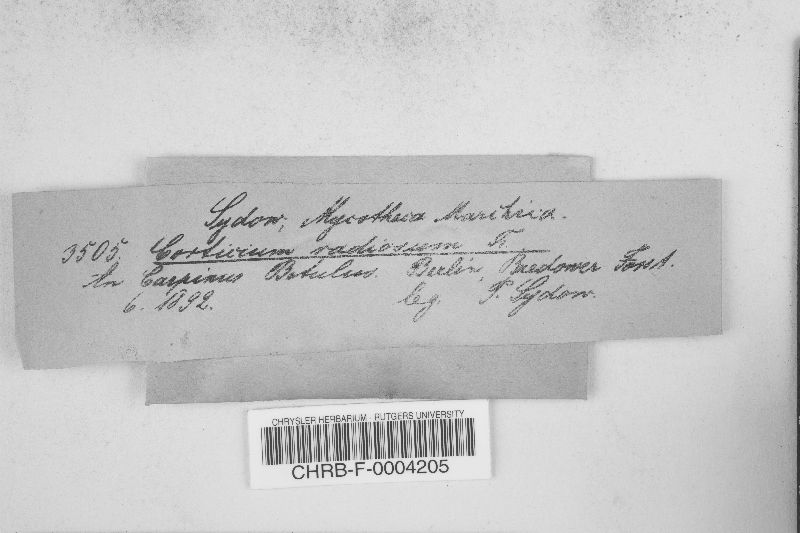 Sydow, Mycotheca Marchica.
3505. Corticium radiosum Fr.
An Carpinus Betulus. Berlin, Bredower Forst.
6. 1892. leg. P. Sydow.
CHRYSLER HERBARIUM - RUTGERS UNIVERSITY
CHRB-F-0004205